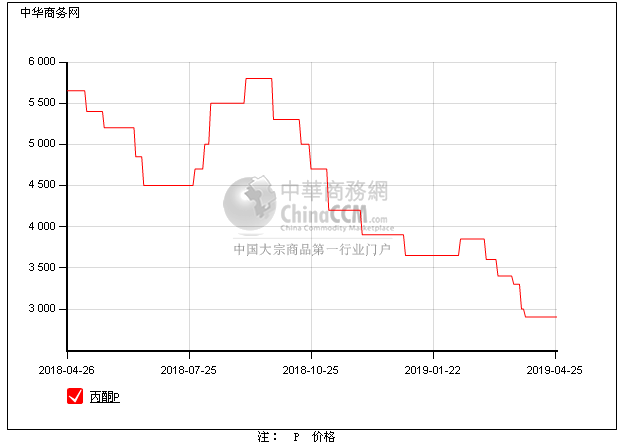 中华商务网
6 000
5 500
5 000
4 500
4 000
3 500
3 000
中華商務網
ChinaCCM.com
China Commodity Marketplace
中国大宗商品第一行业门户
2018-04-26 2018-07-25 2018-10-25 2019-01-22 2019-04-25
丙酮P
注： P 价格